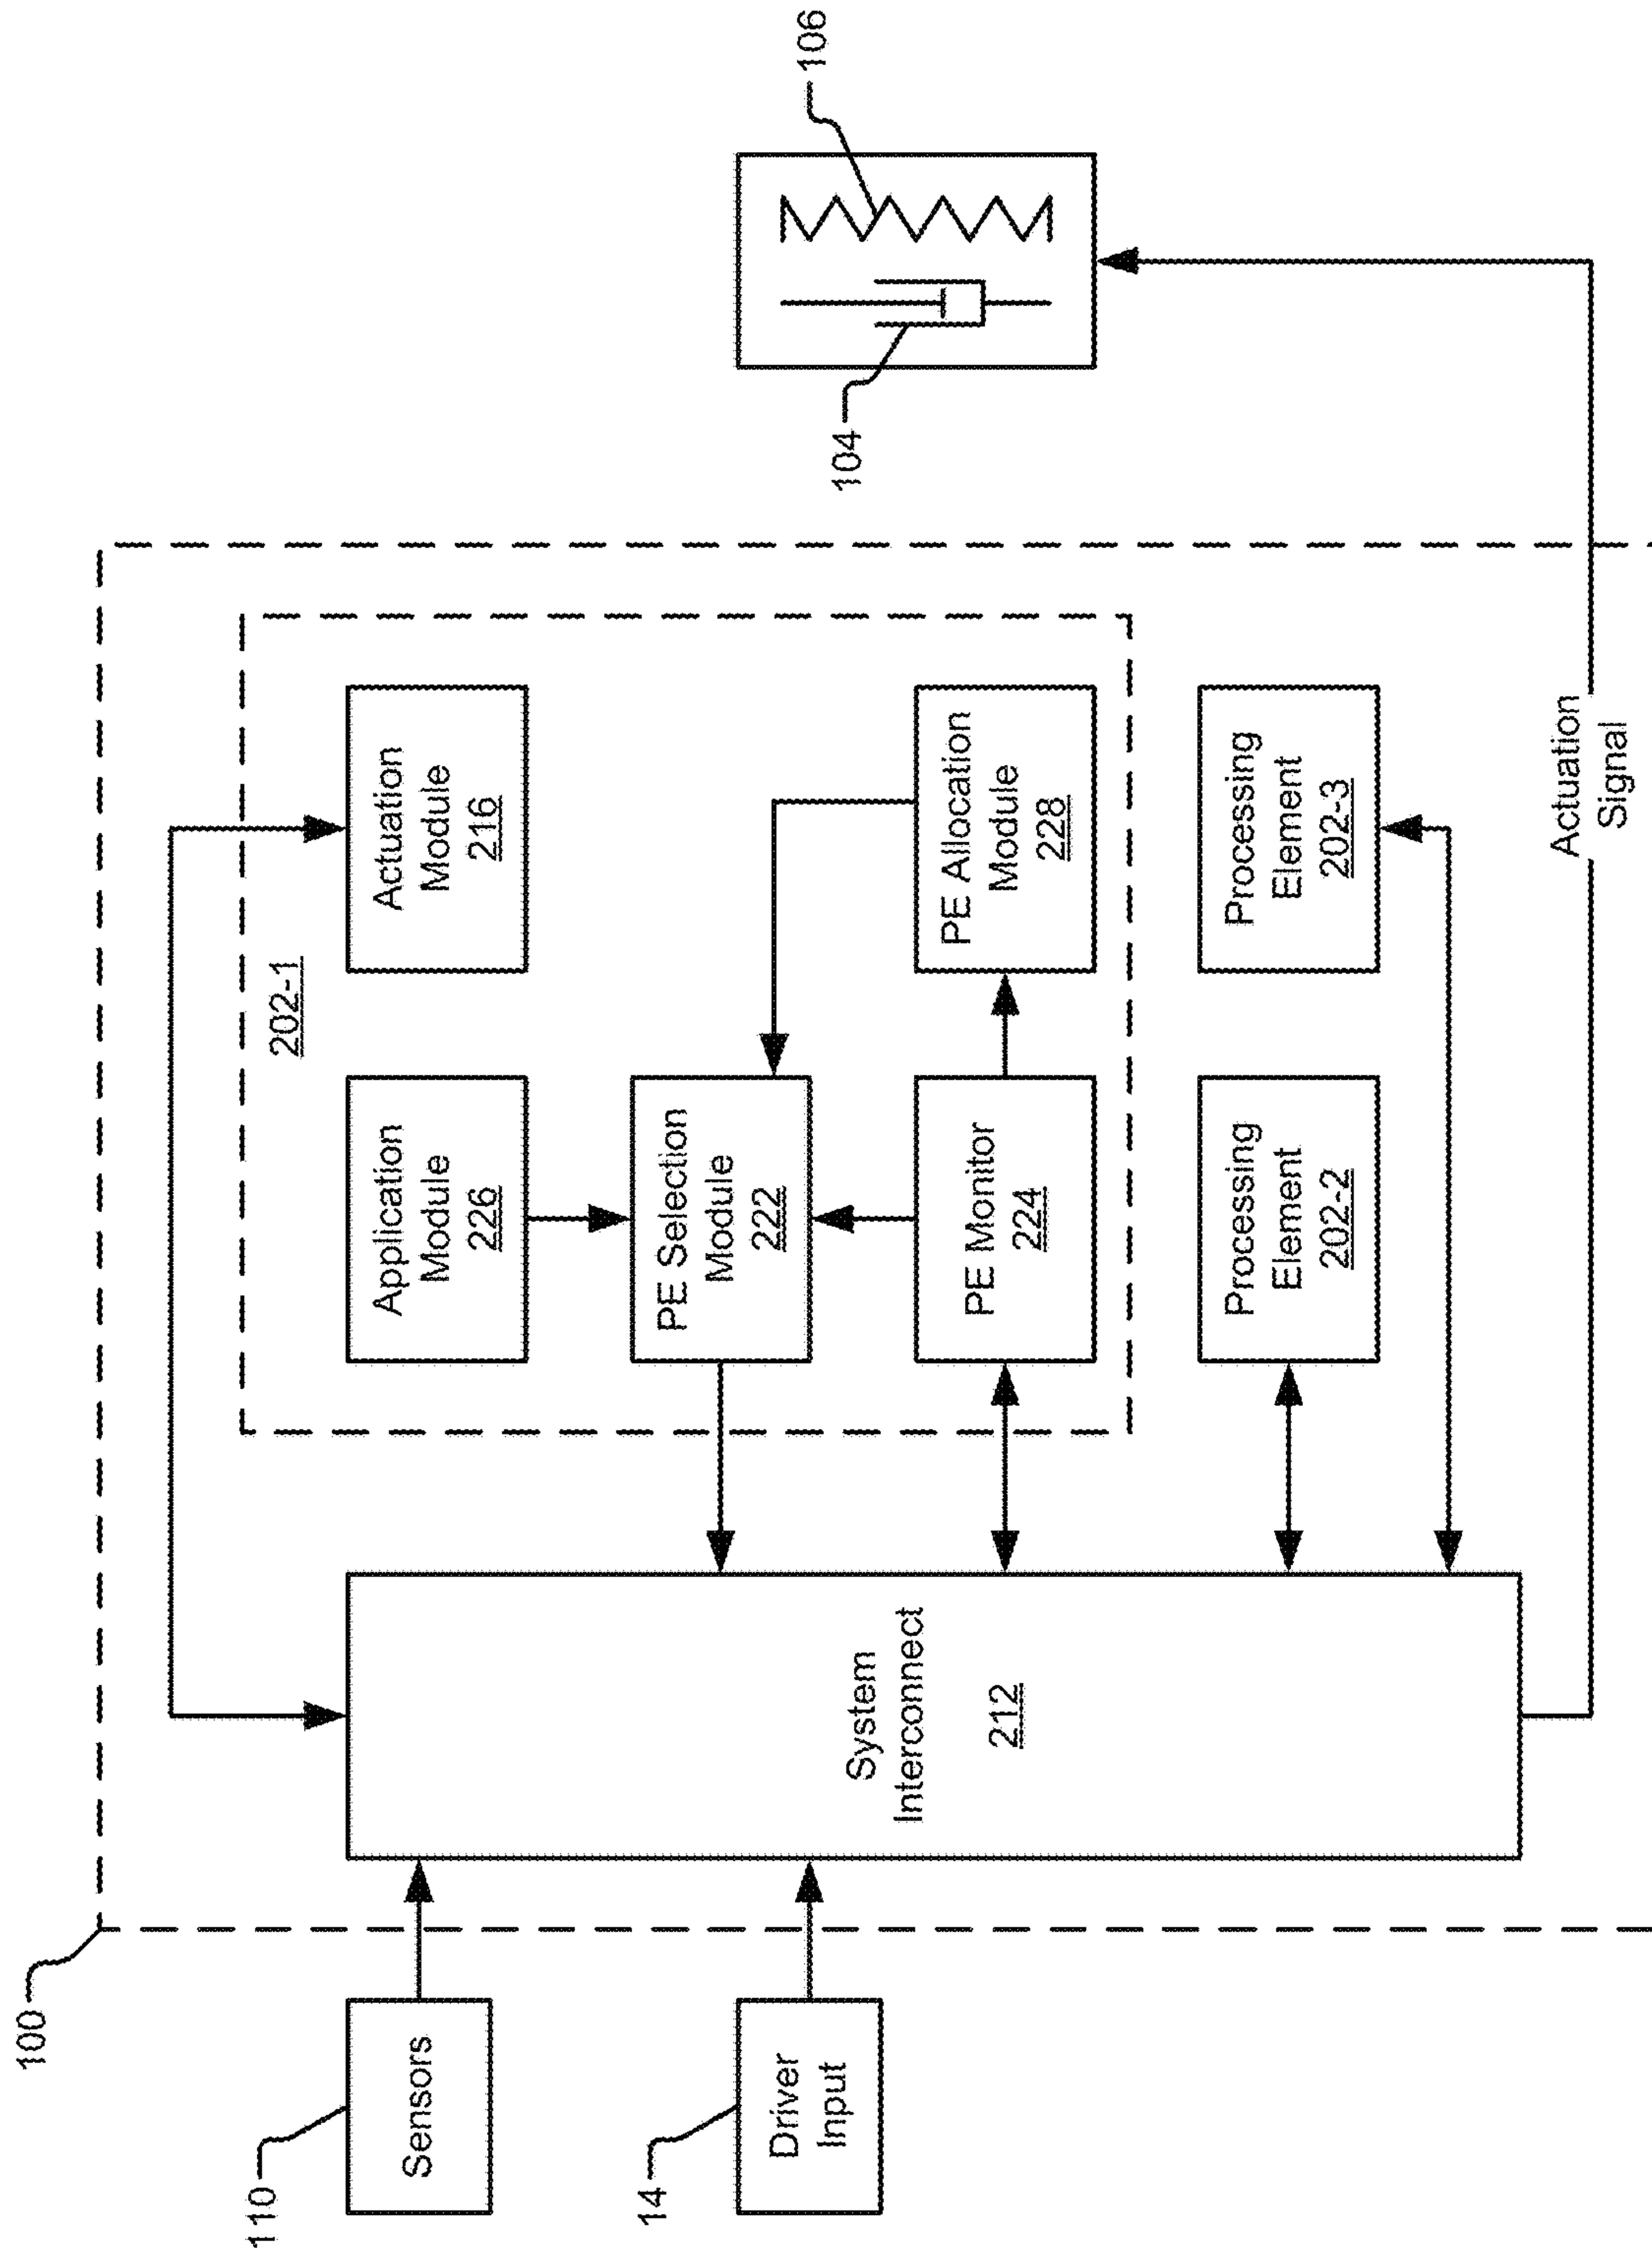 100
110
Sensors
14
Driver
Input
System
Interconnect
212
202-1
Application
Module
226
Actuation
Module
216
PE Selection
Module
222
PE Monitor
224
PE Allocation
Module
228
Processing
Element
202-2
Processing
Element
202-3
Actuation
Signal
104
106